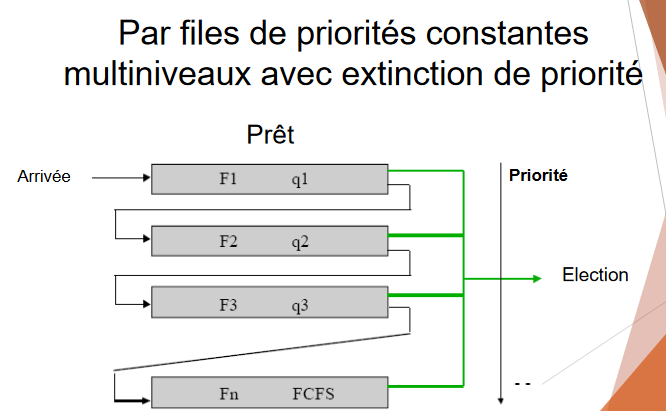 Par files de priorités constantes
multiniveaux avec extinction de priorité
Prêt
Arrivée
F1 q1
Priorité
F2 q2
Election
F3 q3
--
Fn FCFS